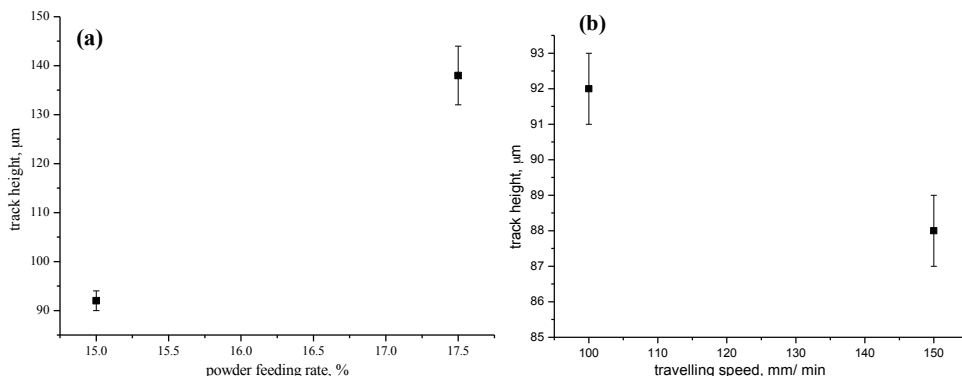 (a)
150
140
130
120
110
100
90
track height, μm
15.0 15.5 16.0 16.5 17.0 17.5
powder feeding rate, %
(b)
93
92
91
90
89
88
87
86
85
track height, μm
100 110 120 130 140 150
travelling speed, mm/ min